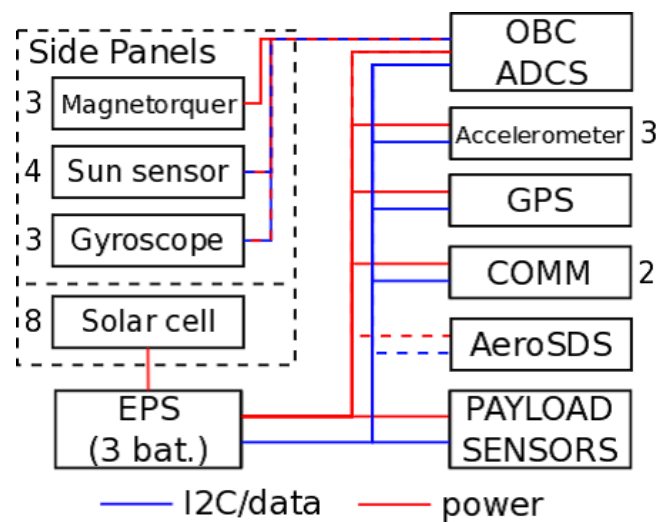 Side Panels
3 Magnetorquer
4 Sun sensor
3 Gyroscope
8 Solar cell
EPS
(3 bat.)
OBC
ADCS
Accelerometer 3
GPS
COMM 2
AeroSDS
PAYLOAD
SENSORS
I2C/data
power